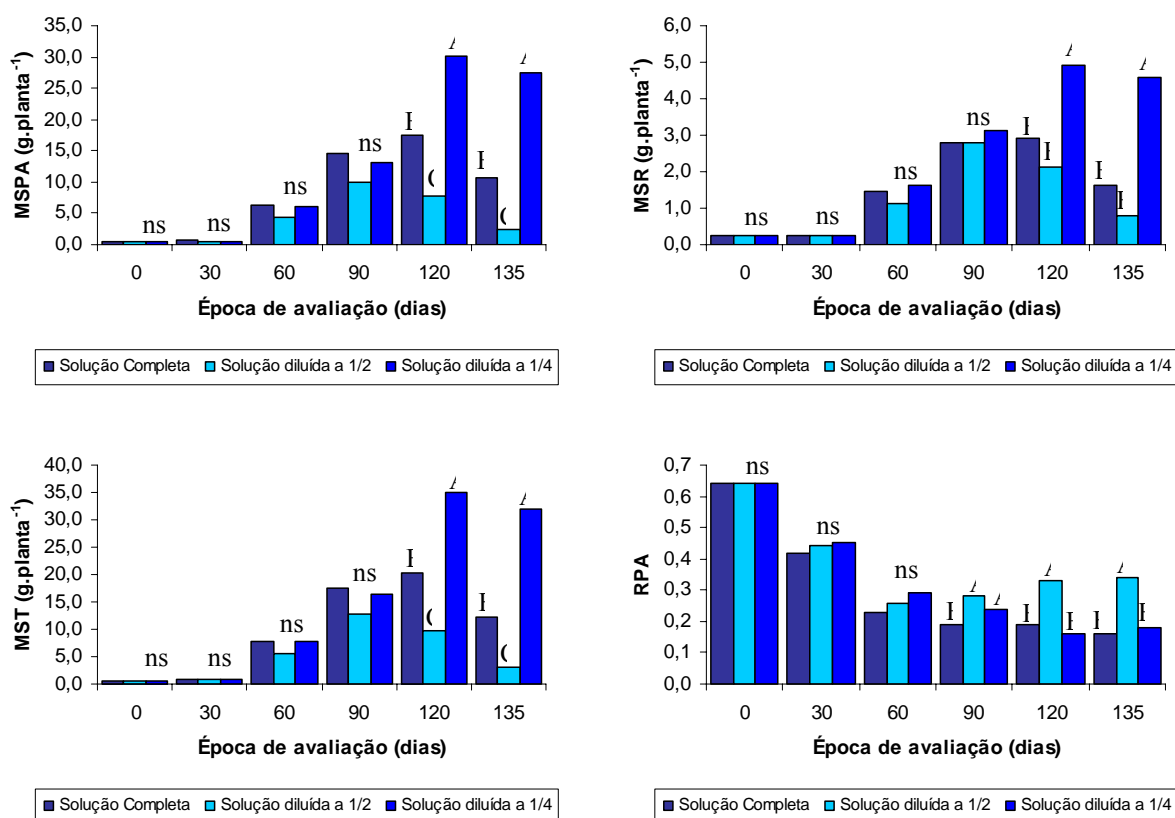 MSPA (g.planta⁻¹)
35,0
30,0
25,0
20,0
15,0
10,0
5,0
0,0
ns
ns
ns
ns
A
A
0
30
60
90
120
135
Época de avaliação (dias)
Solução Completa
Solução diluída a 1/2
Solução diluída a 1/4
MSR (g.planta⁻¹)
6,0
5,0
4,0
3,0
2,0
1,0
0,0
ns
ns
ns
ns
A
A
0
30
60
90
120
135
Época de avaliação (dias)
Solução Completa
Solução diluída a 1/2
Solução diluída a 1/4
MST (g.planta⁻¹)
40,0
35,0
30,0
25,0
20,0
15,0
10,0
5,0
0,0
ns
ns
ns
ns
A
A
0
30
60
90
120
135
Época de avaliação (dias)
Solução Completa
Solução diluída a 1/2
Solução diluída a 1/4
RPA
0,7
0,6
0,5
0,4
0,3
0,2
0,1
0,0
ns
ns
ns
A
A
A
A
0
30
60
90
120
135
Época de avaliação (dias)
Solução Completa
Solução diluída a 1/2
Solução diluída a 1/4